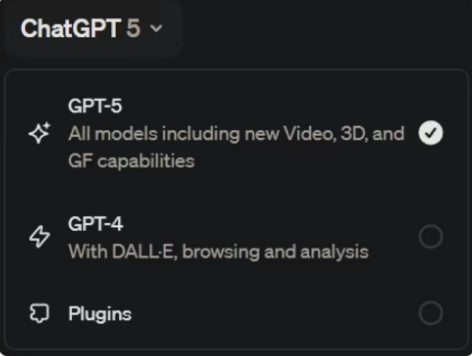 ChatGPT 5
GPT-5
All models including new Video, 3D, and
GF capabilities
GPT-4
With DALL·E, browsing and analysis
Plugins